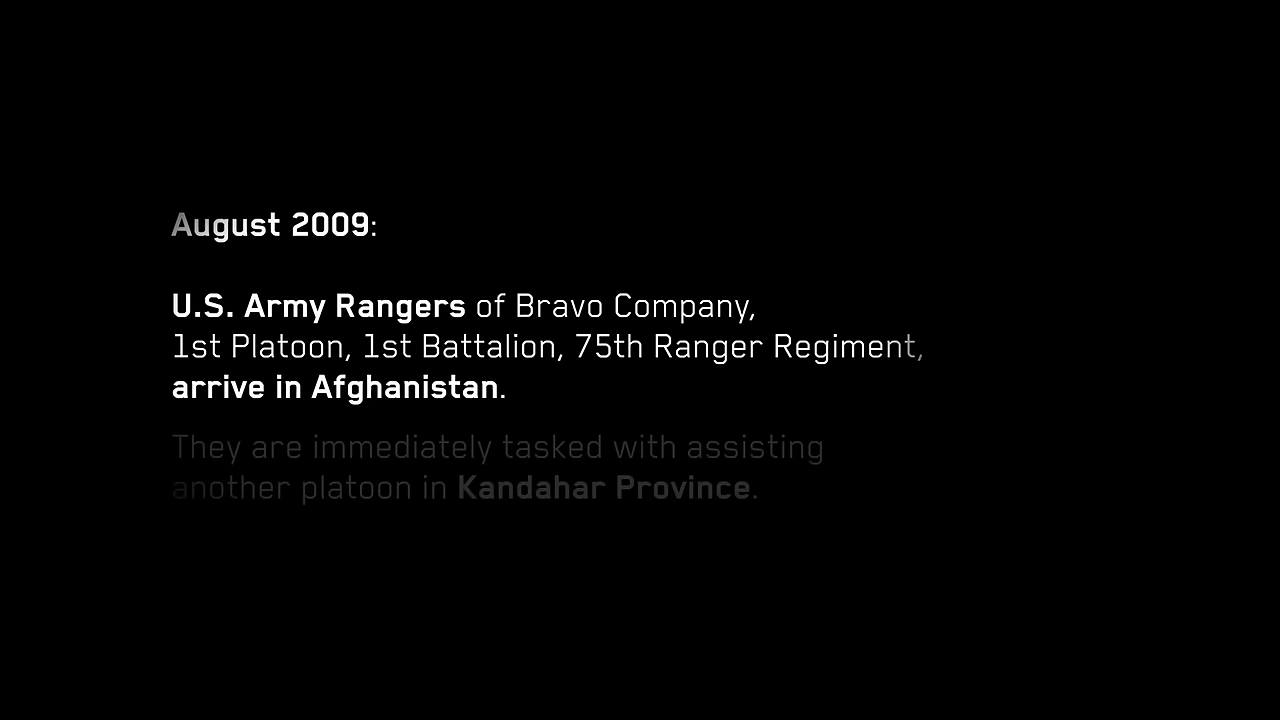 August 2009:
U.S. Army Rangers of Bravo Company,
1st Platoon, 1st Battalion, 75th Ranger Regiment,
arrive in Afghanistan.
They are immediately tasked with assisting
another platoon in Kandahar Province.